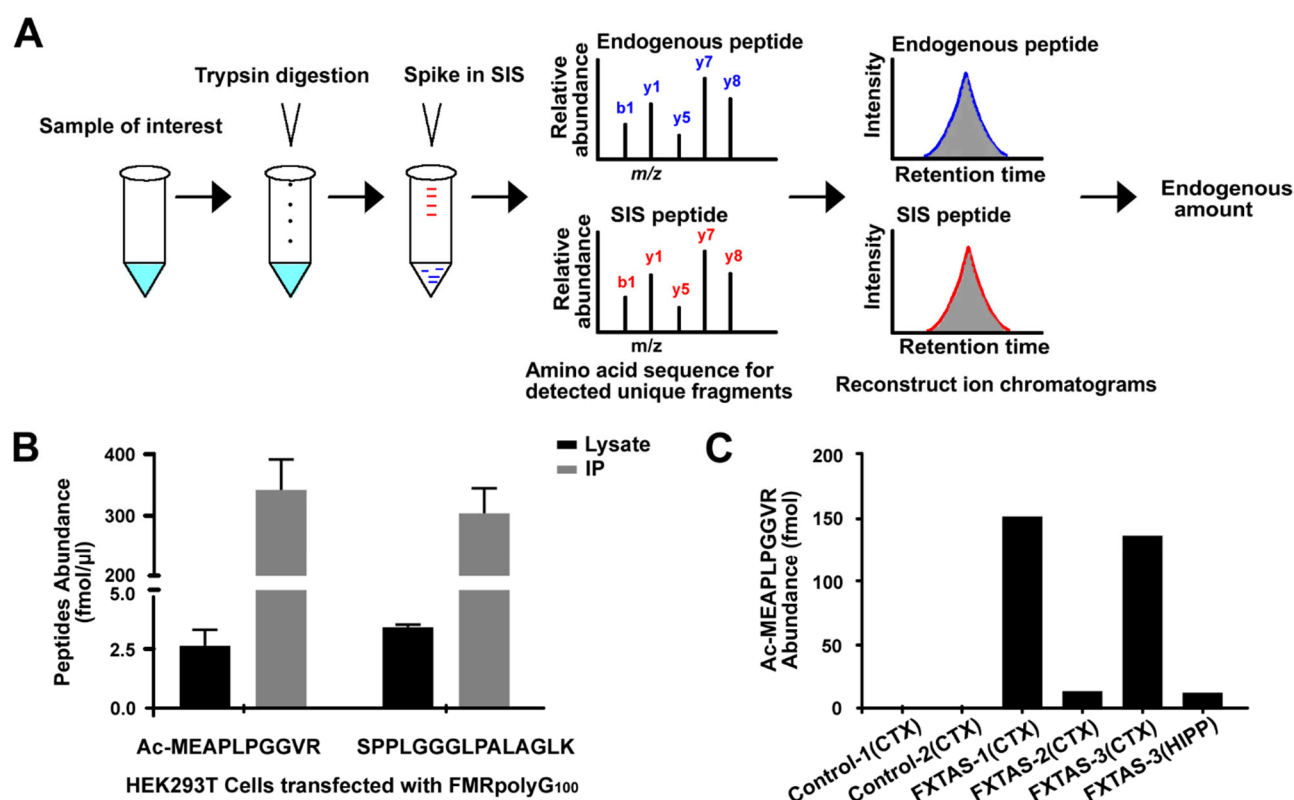 A
Sample of interest
Trypsin digestion
Spike in SIS
Endogenous peptide
Relative
abundance
b1
y1
y5
y7
y8
m/z
SIS peptide
Relative
abundance
b1
y1
y5
y7
y8
m/z
Amino acid sequence for
detected unique fragments
Endogenous peptide
Intensity
Retention time
SIS peptide
Intensity
Retention time
Reconstruct ion chromatograms
Endogenous
amount
B
Peptides Abundance
(fmol/µl)
400
300
200
5.0
2.5
0.0
Lysate
IP
Ac-MEAPLPGGVR
SPPLGGGLPALAGLK
HEK293T Cells transfected with FMRpolyG100
C
Ac-MEAPLPGGVR
Abundance (fmol)
200
150
100
50
0
Control-1(CTX)
Control-2(CTX)
FXTAS-1(CTX)
FXTAS-2(CTX)
FXTAS-3(CTX)
FXTAS-3(HIPP)